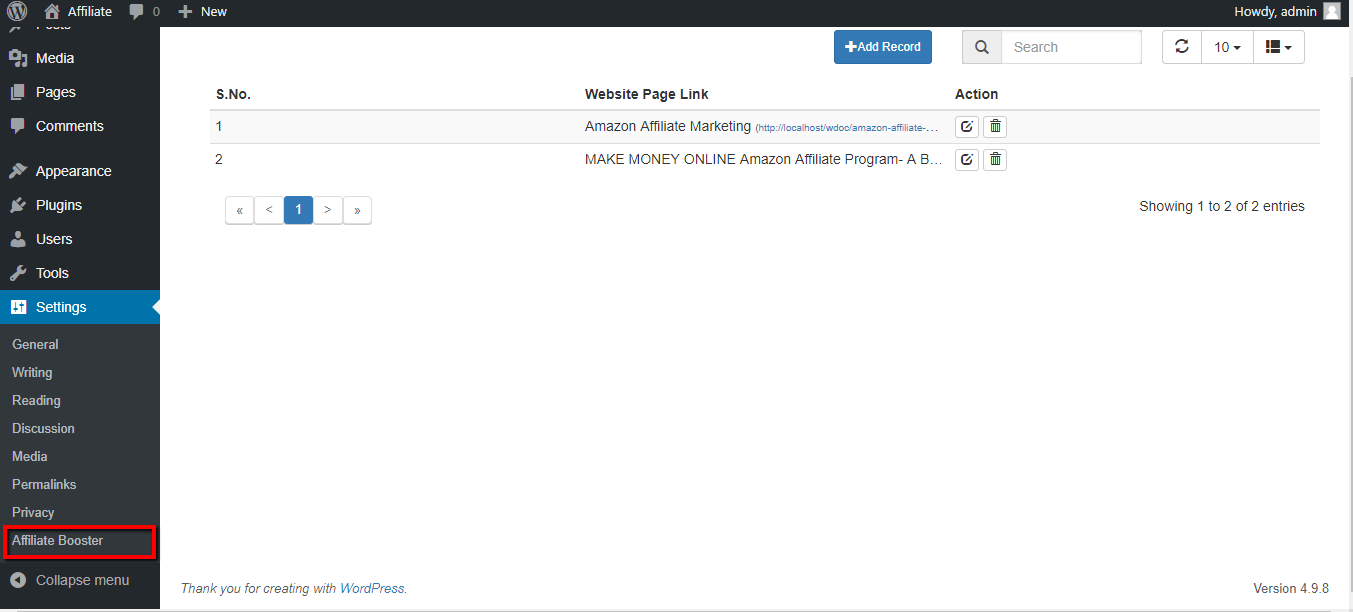 Affiliate 0 New Howdy, admin
Posts
Media
Pages
Comments
Appearance
Plugins
Users
Tools
Settings
General
Writing
Reading
Discussion
Media
Permalinks
Privacy
Affiliate Booster
Collapse menu
Add Record Search 10
S.No. Website Page Link Action
1 Amazon Affiliate Marketing (http://localhost/wdoc/amazon-affiliate-...
2 MAKE MONEY ONLINE Amazon Affiliate Program- A B...
« < 1 > » Showing 1 to 2 of 2 entries
Thank you for creating with WordPress. Version 4.9.8